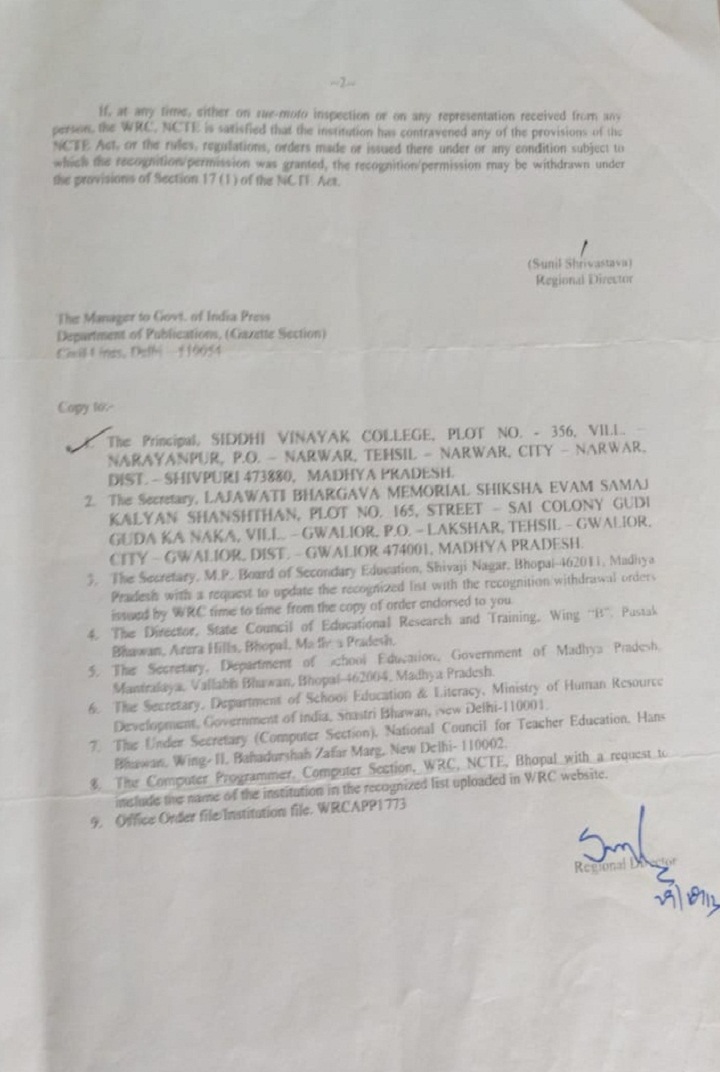 --2--
If, at any time, either on sue-moto inspection or on any representation received from any
person, the WRC, NCTE is satisfied that the institution has contravened any of the provisions of the
NCTE Act, or the rules, regulations, orders made or issued there under or any condition subject to
which the recognition/permission was granted, the recognition/permission may be withdrawn under
the provisions of Section 17 (1) of the NCTE Act.
(Sunil Shrivastava)
Regional Director
The Manager to Govt. of India Press
Department of Publications, (Gazette Section)
Civil Lines, Delhi – 110054
Copy to:-
1. The Principal, SIDDHI VINAYAK COLLEGE, PLOT NO. - 356, VILL. –
NARAYANPUR, P.O. – NARWAR, TEHSIL – NARWAR, CITY – NARWAR,
DIST. – SHIVPURI 473880, MADHYA PRADESH.
2. The Secretary, LAJAWATI BHARGAVA MEMORIAL SHIKSHA EVAM SAMAJ
KALYAN SHANSHTHAN, PLOT NO. 165, STREET – SAI COLONY GUDI
GUDA KA NAKA, VILL. – GWALIOR, P.O. – LAKSHAR, TEHSIL – GWALIOR,
CITY – GWALIOR, DIST. – GWALIOR 474001, MADHYA PRADESH.
3. The Secretary, M.P. Board of Secondary Education, Shivaji Nagar, Bhopal-462011, Madhya
Pradesh with a request to update the recognized list with the recognition/withdrawal orders
issued by WRC time to time from the copy of order endorsed to you.
4. The Director, State Council of Educational Research and Training, Wing "B", Pustak
Bhawan, Arera Hills, Bhopal, Madhya Pradesh.
5. The Secretary, Department of School Education, Government of Madhya Pradesh,
Mantralaya, Vallabh Bhawan, Bhopal-462004, Madhya Pradesh.
6. The Secretary, Department of School Education & Literacy, Ministry of Human Resource
Development, Government of India, Shastri Bhawan, New Delhi-110001.
7. The Under Secretary (Computer Section), National Council for Teacher Education, Hans
Bhawan, Wing- II, Bahadurshah Zafar Marg, New Delhi- 110002.
8. The Computer Programmer, Computer Section, WRC, NCTE, Bhopal with a request to
include the name of the institution in the recognized list uploaded in WRC website.
9. Office Order file/Institution file. WRCAPP1773
Regional Director